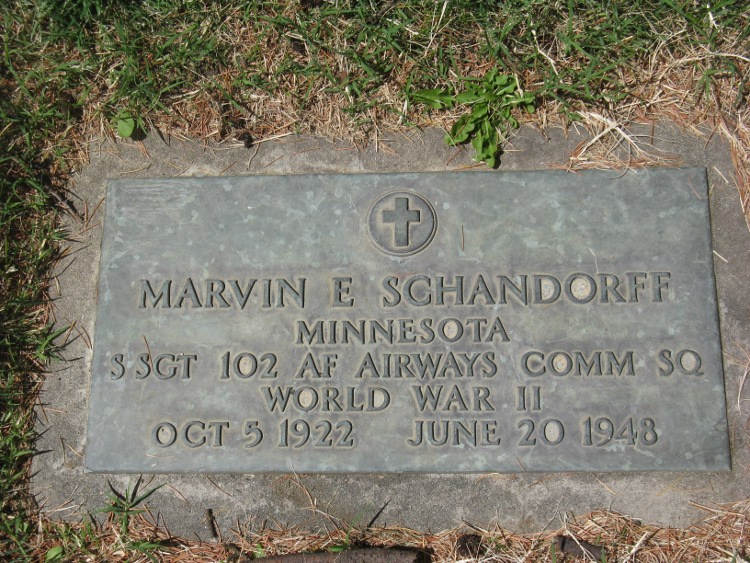 MARVIN E SCHANDORFF
MINNESOTA
S SGT 102 AF AIRWAYS COMM SQ
WORLD WAR II
OCT 5 1922 JUNE 20 1948